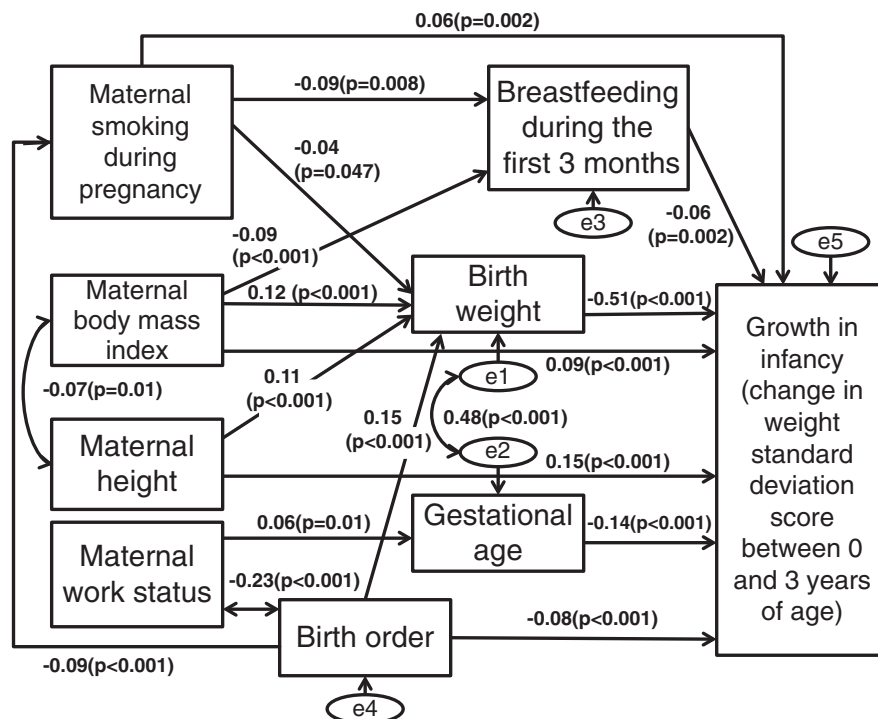 0.06(p=0.002)
Maternal
smoking
during
pregnancy
-0.09(p=0.008)
Breastfeeding
during the
first 3 months
-0.04
(p=0.047)
e3
-0.06
(p=0.002)
e5
-0.09
(p<0.001)
Maternal
body mass
index
0.12 (p<0.001)
Birth
weight
-0.51(p<0.001)
Growth in
infancy
(change in
weight
standard
deviation
score
between 0
and 3 years
of age)
-0.07(p=0.01)
0.11
(p<0.001)
e1
0.09(p<0.001)
0.15
(p<0.001)
0.48(p<0.001)
e2
Maternal
height
0.15(p<0.001)
Maternal
work status
0.06(p=0.01)
Gestational
age
-0.14(p<0.001)
-0.23(p<0.001)
Birth order
-0.08(p<0.001)
-0.09(p<0.001)
e4